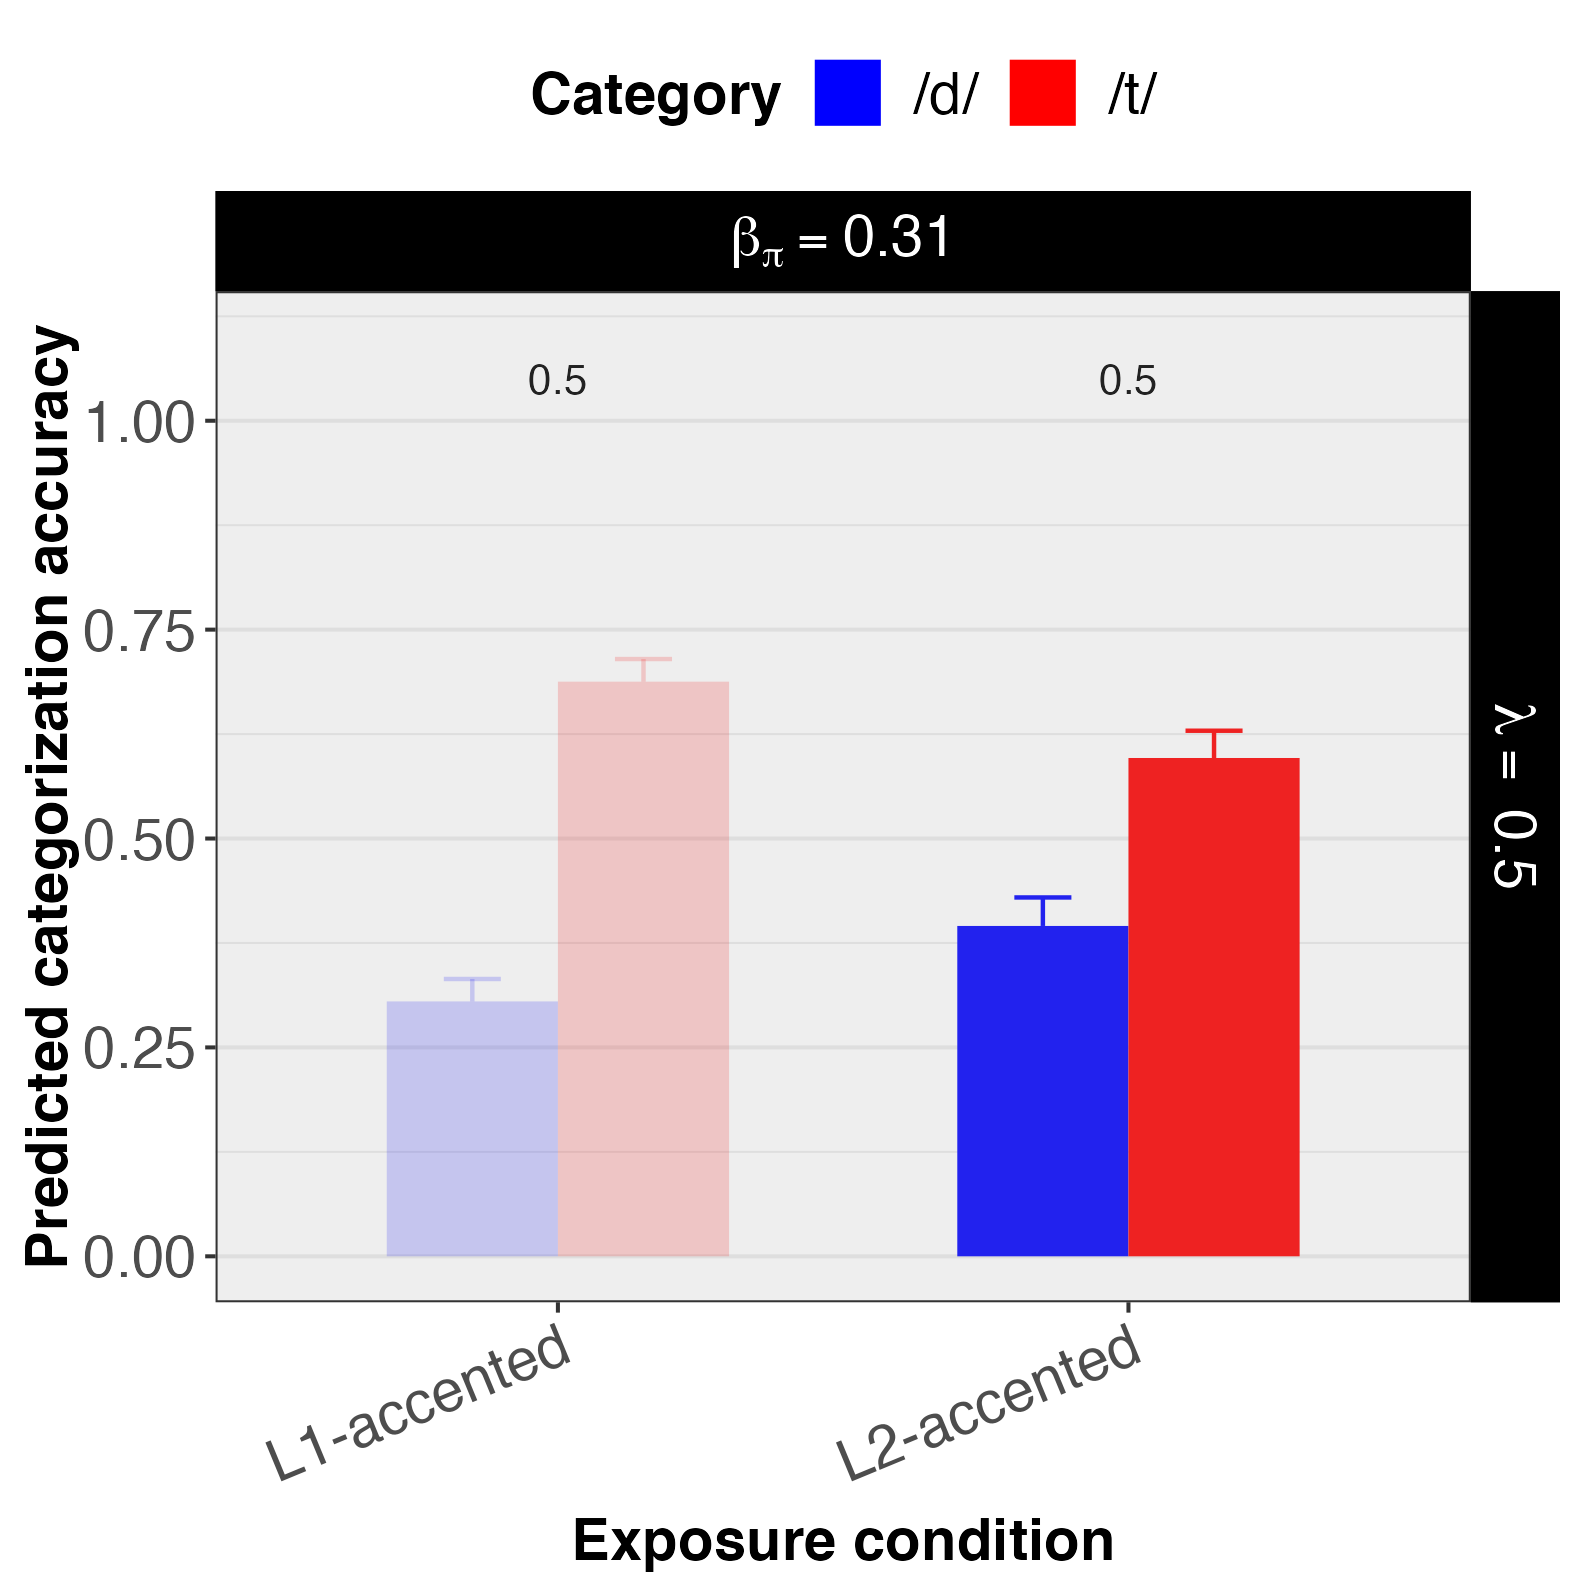 Category /d/ /t/
βπ = 0.31
0.5 0.5
λ = 0.5
Predicted categorization accuracy
1.00
0.75
0.50
0.25
0.00
L1-accented L2-accented
Exposure condition